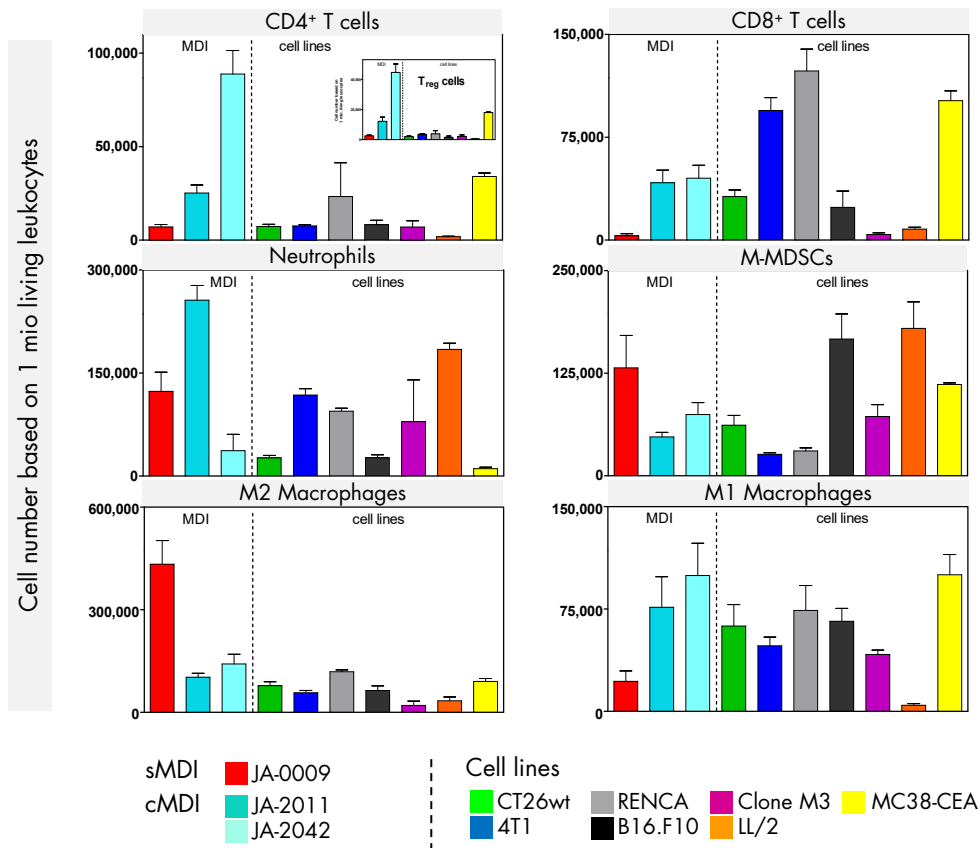 Cell number based on 1 mio living leukocytes
CD4⁺ T cells
MDI cell lines
100,000
50,000
0
MDI cell lines
Treg cells
CD8⁺ T cells
MDI cell lines
150,000
75,000
0
Neutrophils
MDI cell lines
300,000
150,000
0
M-MDSCs
MDI cell lines
250,000
125,000
0
M2 Macrophages
MDI cell lines
600,000
300,000
0
M1 Macrophages
MDI cell lines
150,000
75,000
0
sMDI JA-0009
cMDI JA-2011
JA-2042
Cell lines
CT26wt RENCA Clone M3 MC38-CEA
4T1 B16.F10 LL/2